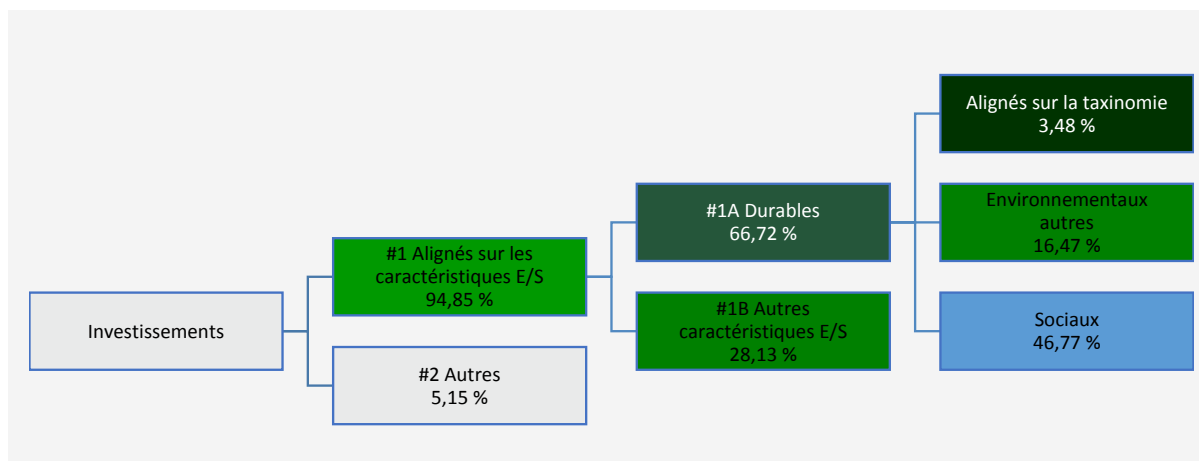 Investissements
#1 Alignés sur les
caractéristiques E/S
94,85 %
#2 Autres
5,15 %
#1A Durables
66,72 %
#1B Autres
caractéristiques E/S
28,13 %
Alignés sur la taxinomie
3,48 %
Environnementaux
autres
16,47 %
Sociaux
46,77 %